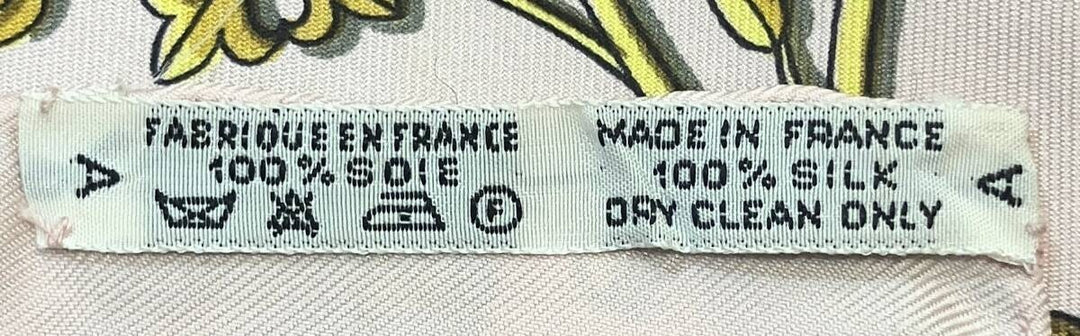 A
FABRIQUE EN FRANCE
100% SOIE
F
MADE IN FRANCE
100% SILK
DRY CLEAN ONLY
A